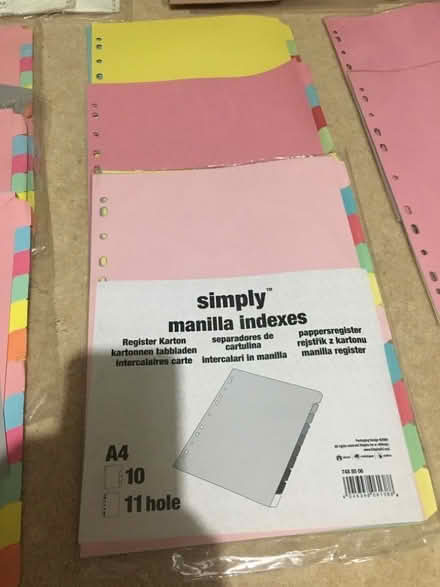 simply™
manilla indexes
Register Karton
kartonnen tabbladen
intercalaires carte
separadores de
cartulina
intercalari in manilla
pappersregister
rejstřík z kartonu
manilla register
A4
10
11 hole